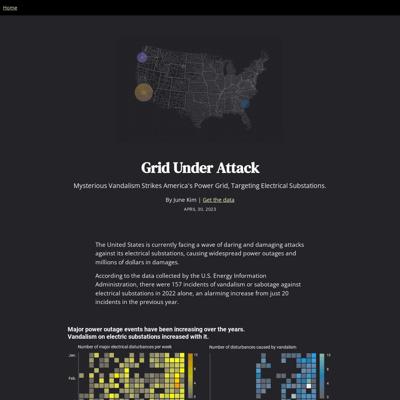 Home
Grid Under Attack
Mysterious Vandalism Strikes America's Power Grid, Targeting Electrical Substations.
By June Kim | Get the data
APRIL 30, 2023
The United States is currently facing a wave of daring and damaging attacks
against its electrical substations, causing widespread power outages and
millions of dollars in damages.
According to the data collected by the U.S. Energy Information
Administration, there were 157 incidents of vandalism or sabotage against
electrical substations in 2022 alone, an alarming increase from just 20
incidents in the previous year.
Major power outage events have been increasing over the years.
Vandalism on electric substations increased with it.
Number of major electrical disturbances per week
Number of disturbances caused by vandalism
Jan.
Feb.